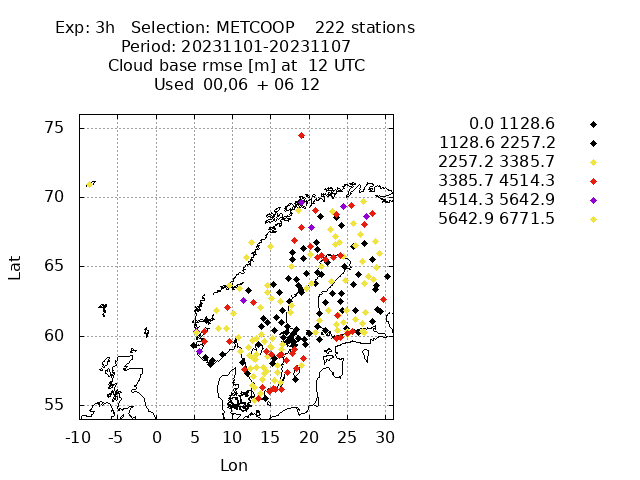 Exp: 3h   Selection: METCOOP    222 stations
Period: 20231101-20231107
Cloud base rmse [m] at  12 UTC
Used  00,06  + 06 12
0.0 1128.6
1128.6 2257.2
2257.2 3385.7
3385.7 4514.3
4514.3 5642.9
5642.9 6771.5
75
70
65
60
55
Lat
-10 -5 0 5 10 15 20 25 30
Lon